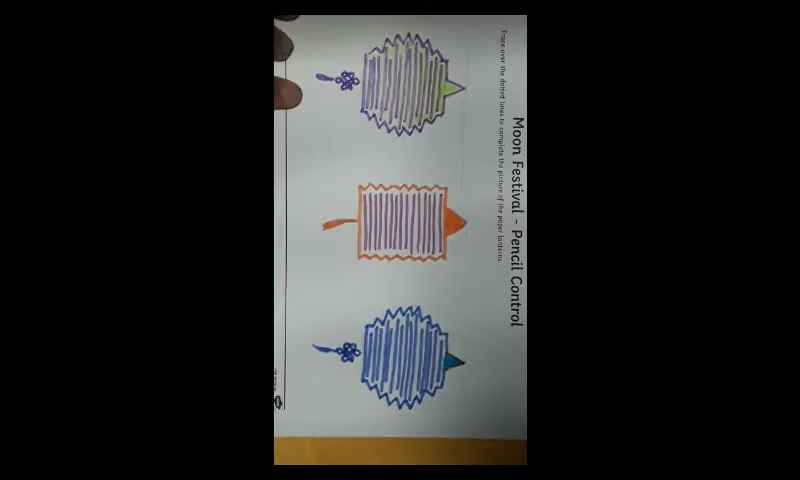 Moon Festival - Pencil Control
Trace over the dotted lines to complete the picture of the paper lanterns.